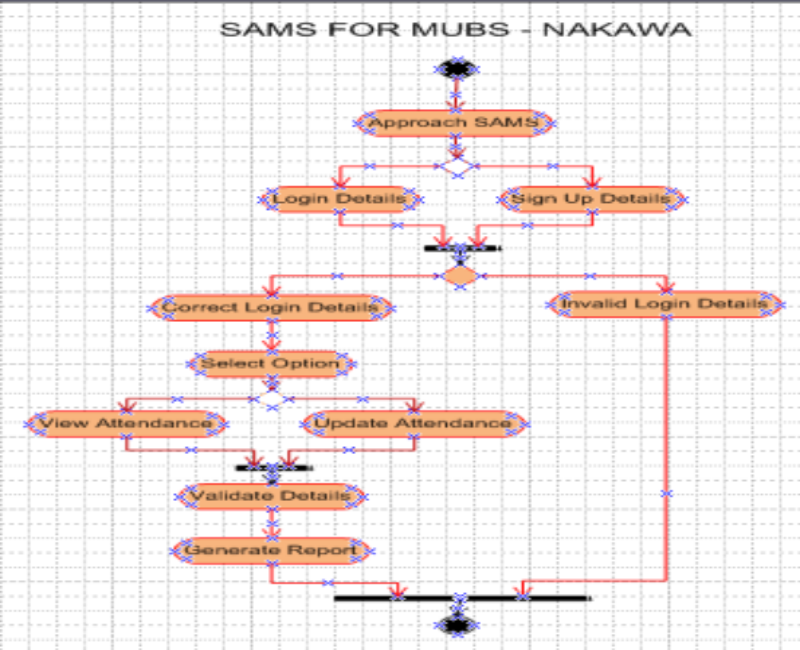 SAMS FOR MUBS - NAKAWA
Approach SAMS
Login Details
Sign Up Details
Correct Login Details
Invalid Login Details
Select Option
View Attendance
Update Attendance
Validate Details
Generate Report